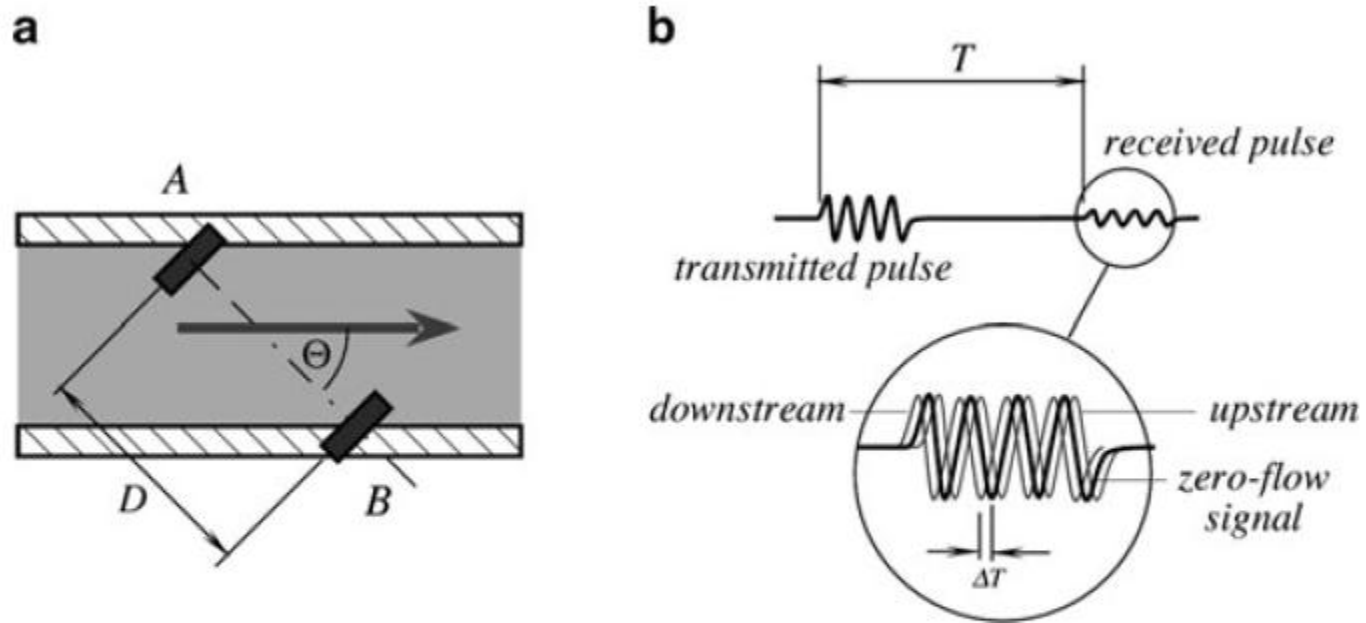 a
A
Θ
D
B
b
T
received pulse
transmitted pulse
downstream
upstream
zero-flow
signal
ΔT